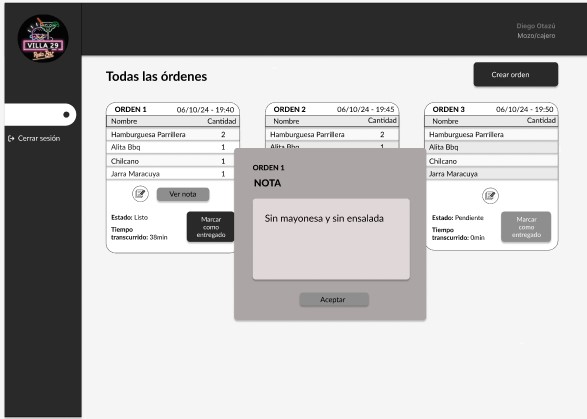 VILLA 29
Diego Otazú
Mozo/cajero
Todas las órdenes
Crear orden
Cerrar sesión
ORDEN 1 06/10/24 - 19:40
Nombre Cantidad
Hamburguesa Parrillera 2
Alita Bbq 1
Chilcano 1
Jarra Maracuya 1
Ver nota
Estado: Listo
Tiempo
transcurrido: 38min
Marcar
como
entregado
ORDEN 2 06/10/24 - 19:45
Nombre Cantidad
Hamburguesa Parrillera 2
Alita Bbq 1
ORDEN 3 06/10/24 - 19:50
Nombre Cantidad
Hamburguesa Parrillera
Alita Bbq
Chilcano
Jarra Maracuya
Estado: Pendiente
Tiempo
transcurrido: 0min
Marcar
como
entregado
ORDEN 1
NOTA
Sin mayonesa y sin ensalada
Aceptar